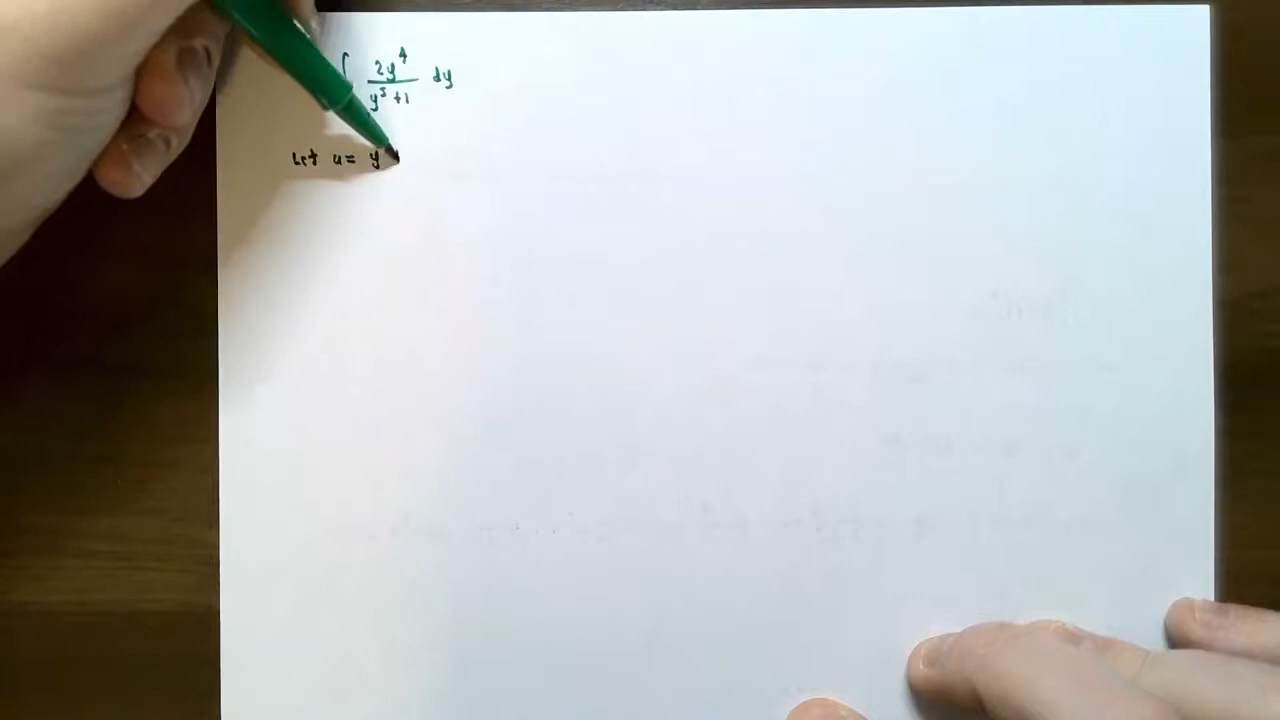 ∫ 2y⁴/(y⁵+1) dy
Let u = y